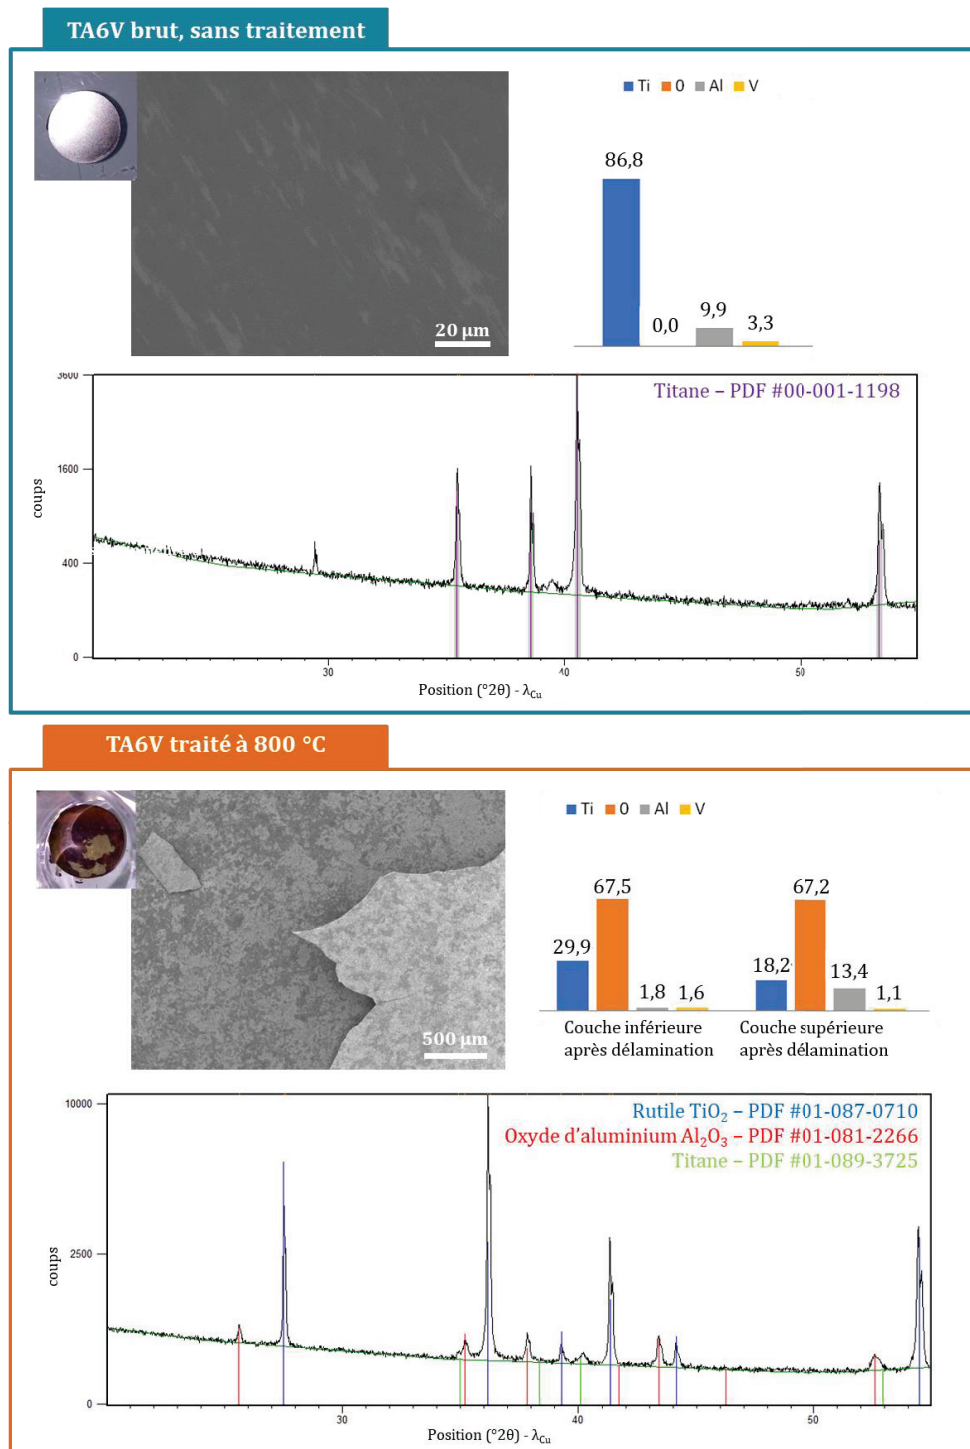 TA6V brut, sans traitement
Ti O Al V
86,8
0,0
9,9
3,3
20 µm
Titane – PDF #00-001-1198
3600
1600
400
0
coups
30
40
50
Position (°2θ) - λCu
TA6V traité à 800 °C
Ti O Al V
29,9
67,5
1,8
1,6
18,2
67,2
13,4
1,1
Couche inférieure
après délamination
Couche supérieure
après délamination
500 µm
Rutile TiO₂ – PDF #01-087-0710
Oxyde d'aluminium Al₂O₃ – PDF #01-081-2266
Titane – PDF #01-089-3725
10000
2500
0
coups
30
40
50
Position (°2θ) - λCu